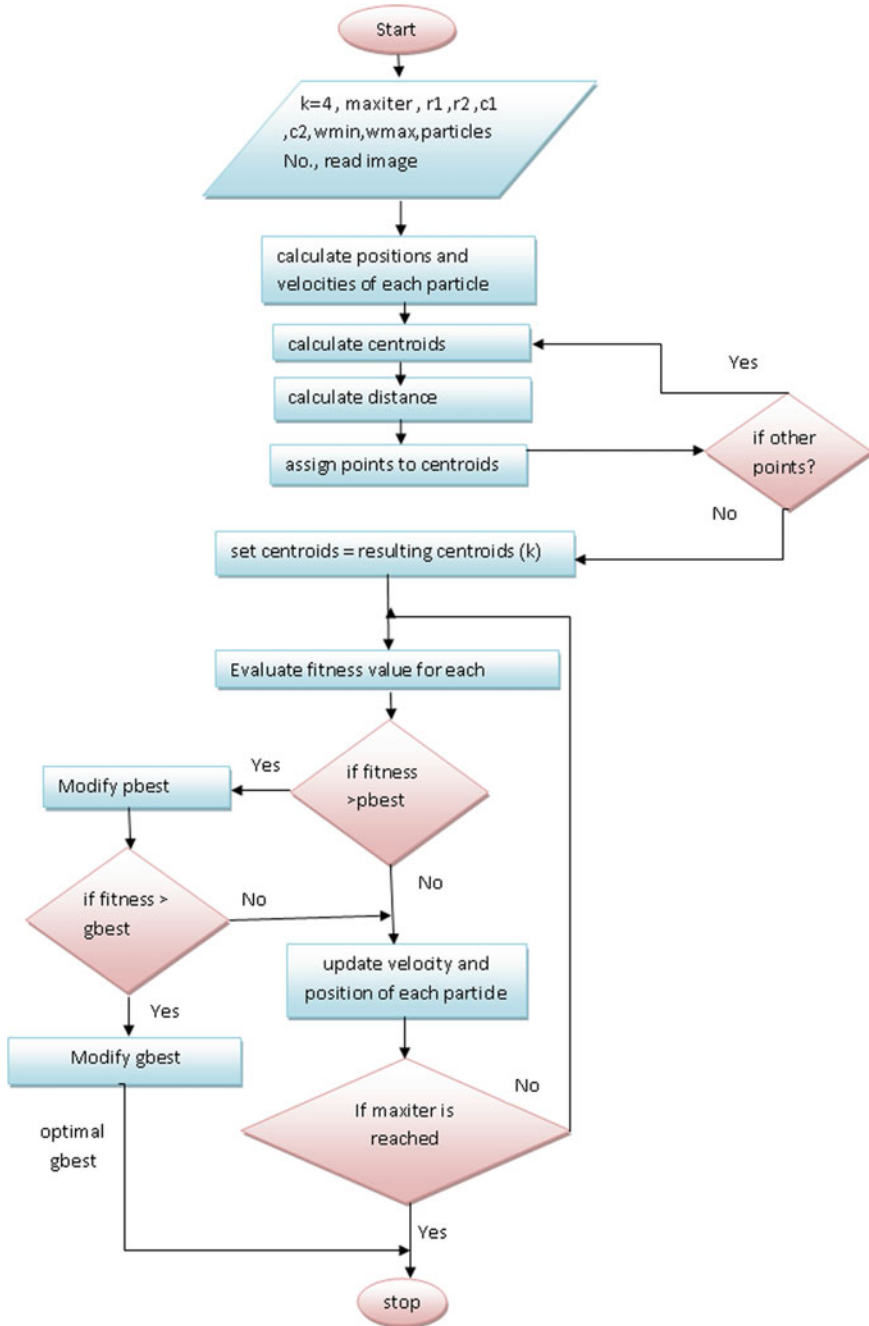 Start
k=4 , maxiter , r1 ,r2 ,c1
,c2,wmin,wmax,particles
No., read image
calculate positions and
velocities of each particle
calculate centroids
Yes
calculate distance
if other
points?
assign points to centroids
No
set centroids = resulting centroids (k)
Evaluate fitness value for each
Yes
if fitness
>pbest
Modify pbest
No
if fitness >
gbest
No
update velocity and
position of each particle
Yes
Modify gbest
No
If maxiter is
reached
optimal
gbest
Yes
stop